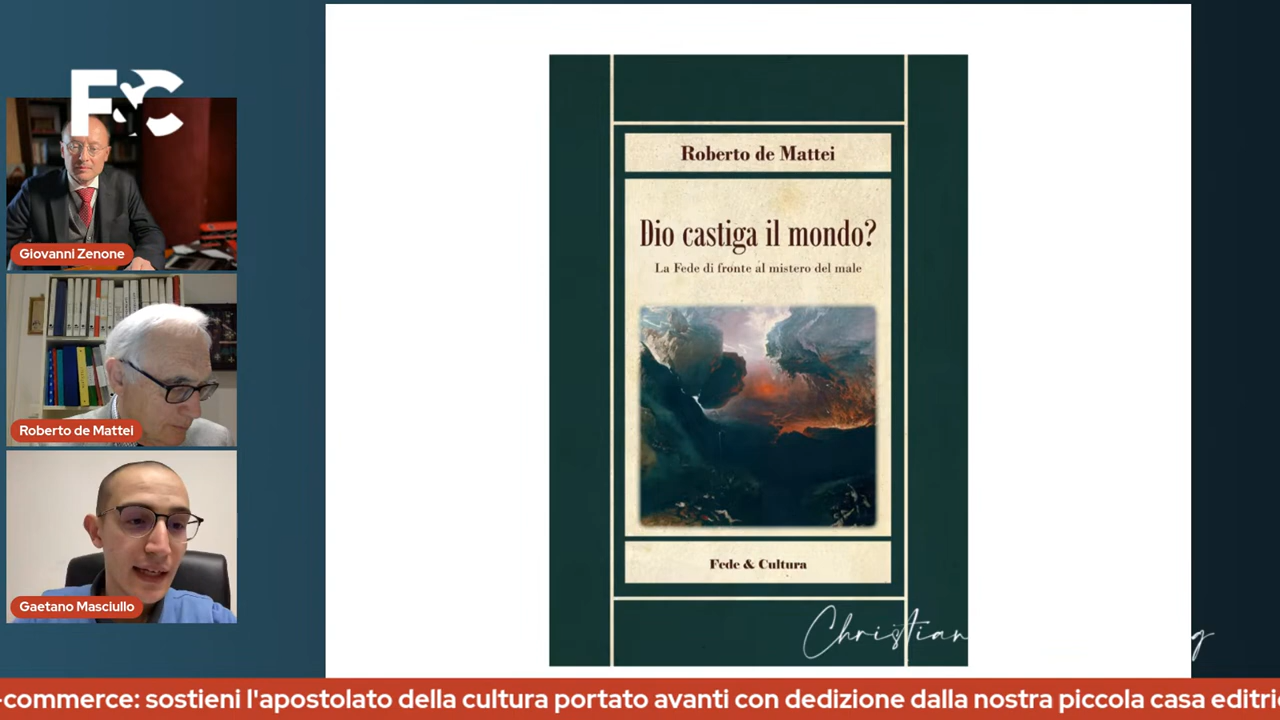 F&C
Giovanni Zenone
Roberto de Mattei
Gaetano Masciullo
Roberto de Mattei
Dio castiga il mondo?
La Fede di fronte al mistero del male
Fede & Cultura
Christian
-commerce: sostieni l'apostolato della cultura portato avanti con dedizione dalla nostra piccola casa editri